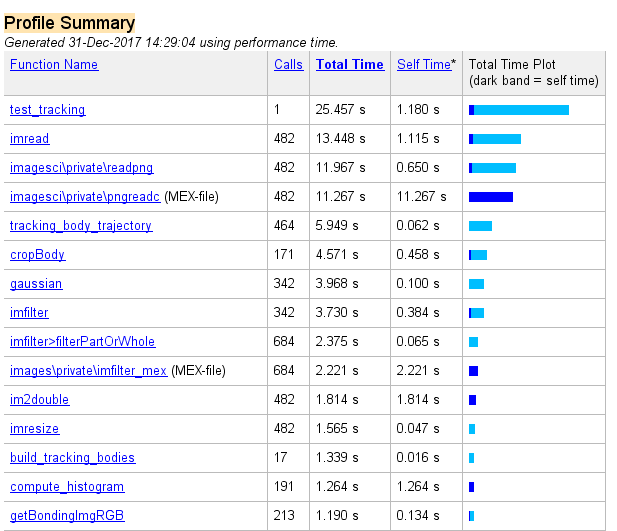 Profile Summary
Generated 31-Dec-2017 14:29:04 using performance time.
Function Name Calls Total Time Self Time* Total Time Plot
(dark band = self time)
test_tracking 1 25.457 s 1.180 s
imread 482 13.448 s 1.115 s
imagesci\private\readpng 482 11.967 s 0.650 s
imagesci\private\pngreadc (MEX-file) 482 11.267 s 11.267 s
tracking_body_trajectory 464 5.949 s 0.062 s
cropBody 171 4.571 s 0.458 s
gaussian 342 3.968 s 0.100 s
imfilter 342 3.730 s 0.384 s
imfilter>filterPartOrWhole 684 2.375 s 0.065 s
images\private\imfilter_mex (MEX-file) 684 2.221 s 2.221 s
im2double 482 1.814 s 1.814 s
imresize 482 1.565 s 0.047 s
build_tracking_bodies 17 1.339 s 0.016 s
compute_histogram 191 1.264 s 1.264 s
getBondingImgRGB 213 1.190 s 0.134 s